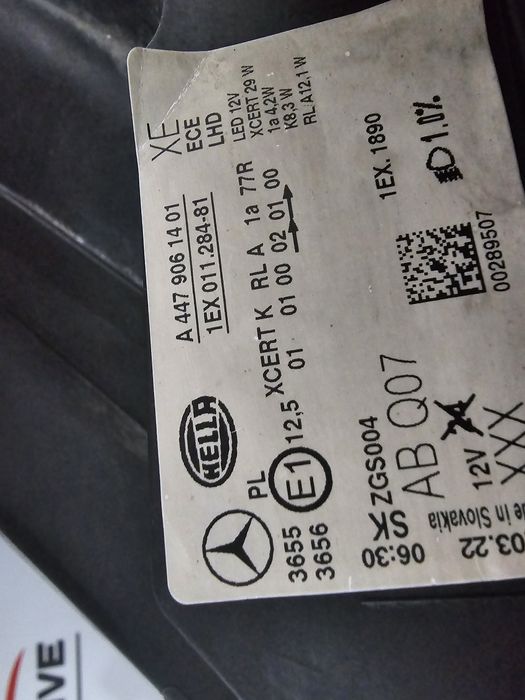 A 447 906 14 01
1EX 011.284-81
XE
ECE
LHD
LED 12V
XCERT 29 W
1a 4,2W
K8,3 W
RL/A12,1 W
HELLA
PL
E1
12,5
XCERT K RL A 1a 77R
01 01 00 02 01 00
3655
3656
1EX. 1890
1.0%
06:30
SK ZGS004
AB Q07
00289507
03.22
12V 24
XXX
de in Slovakia
VE